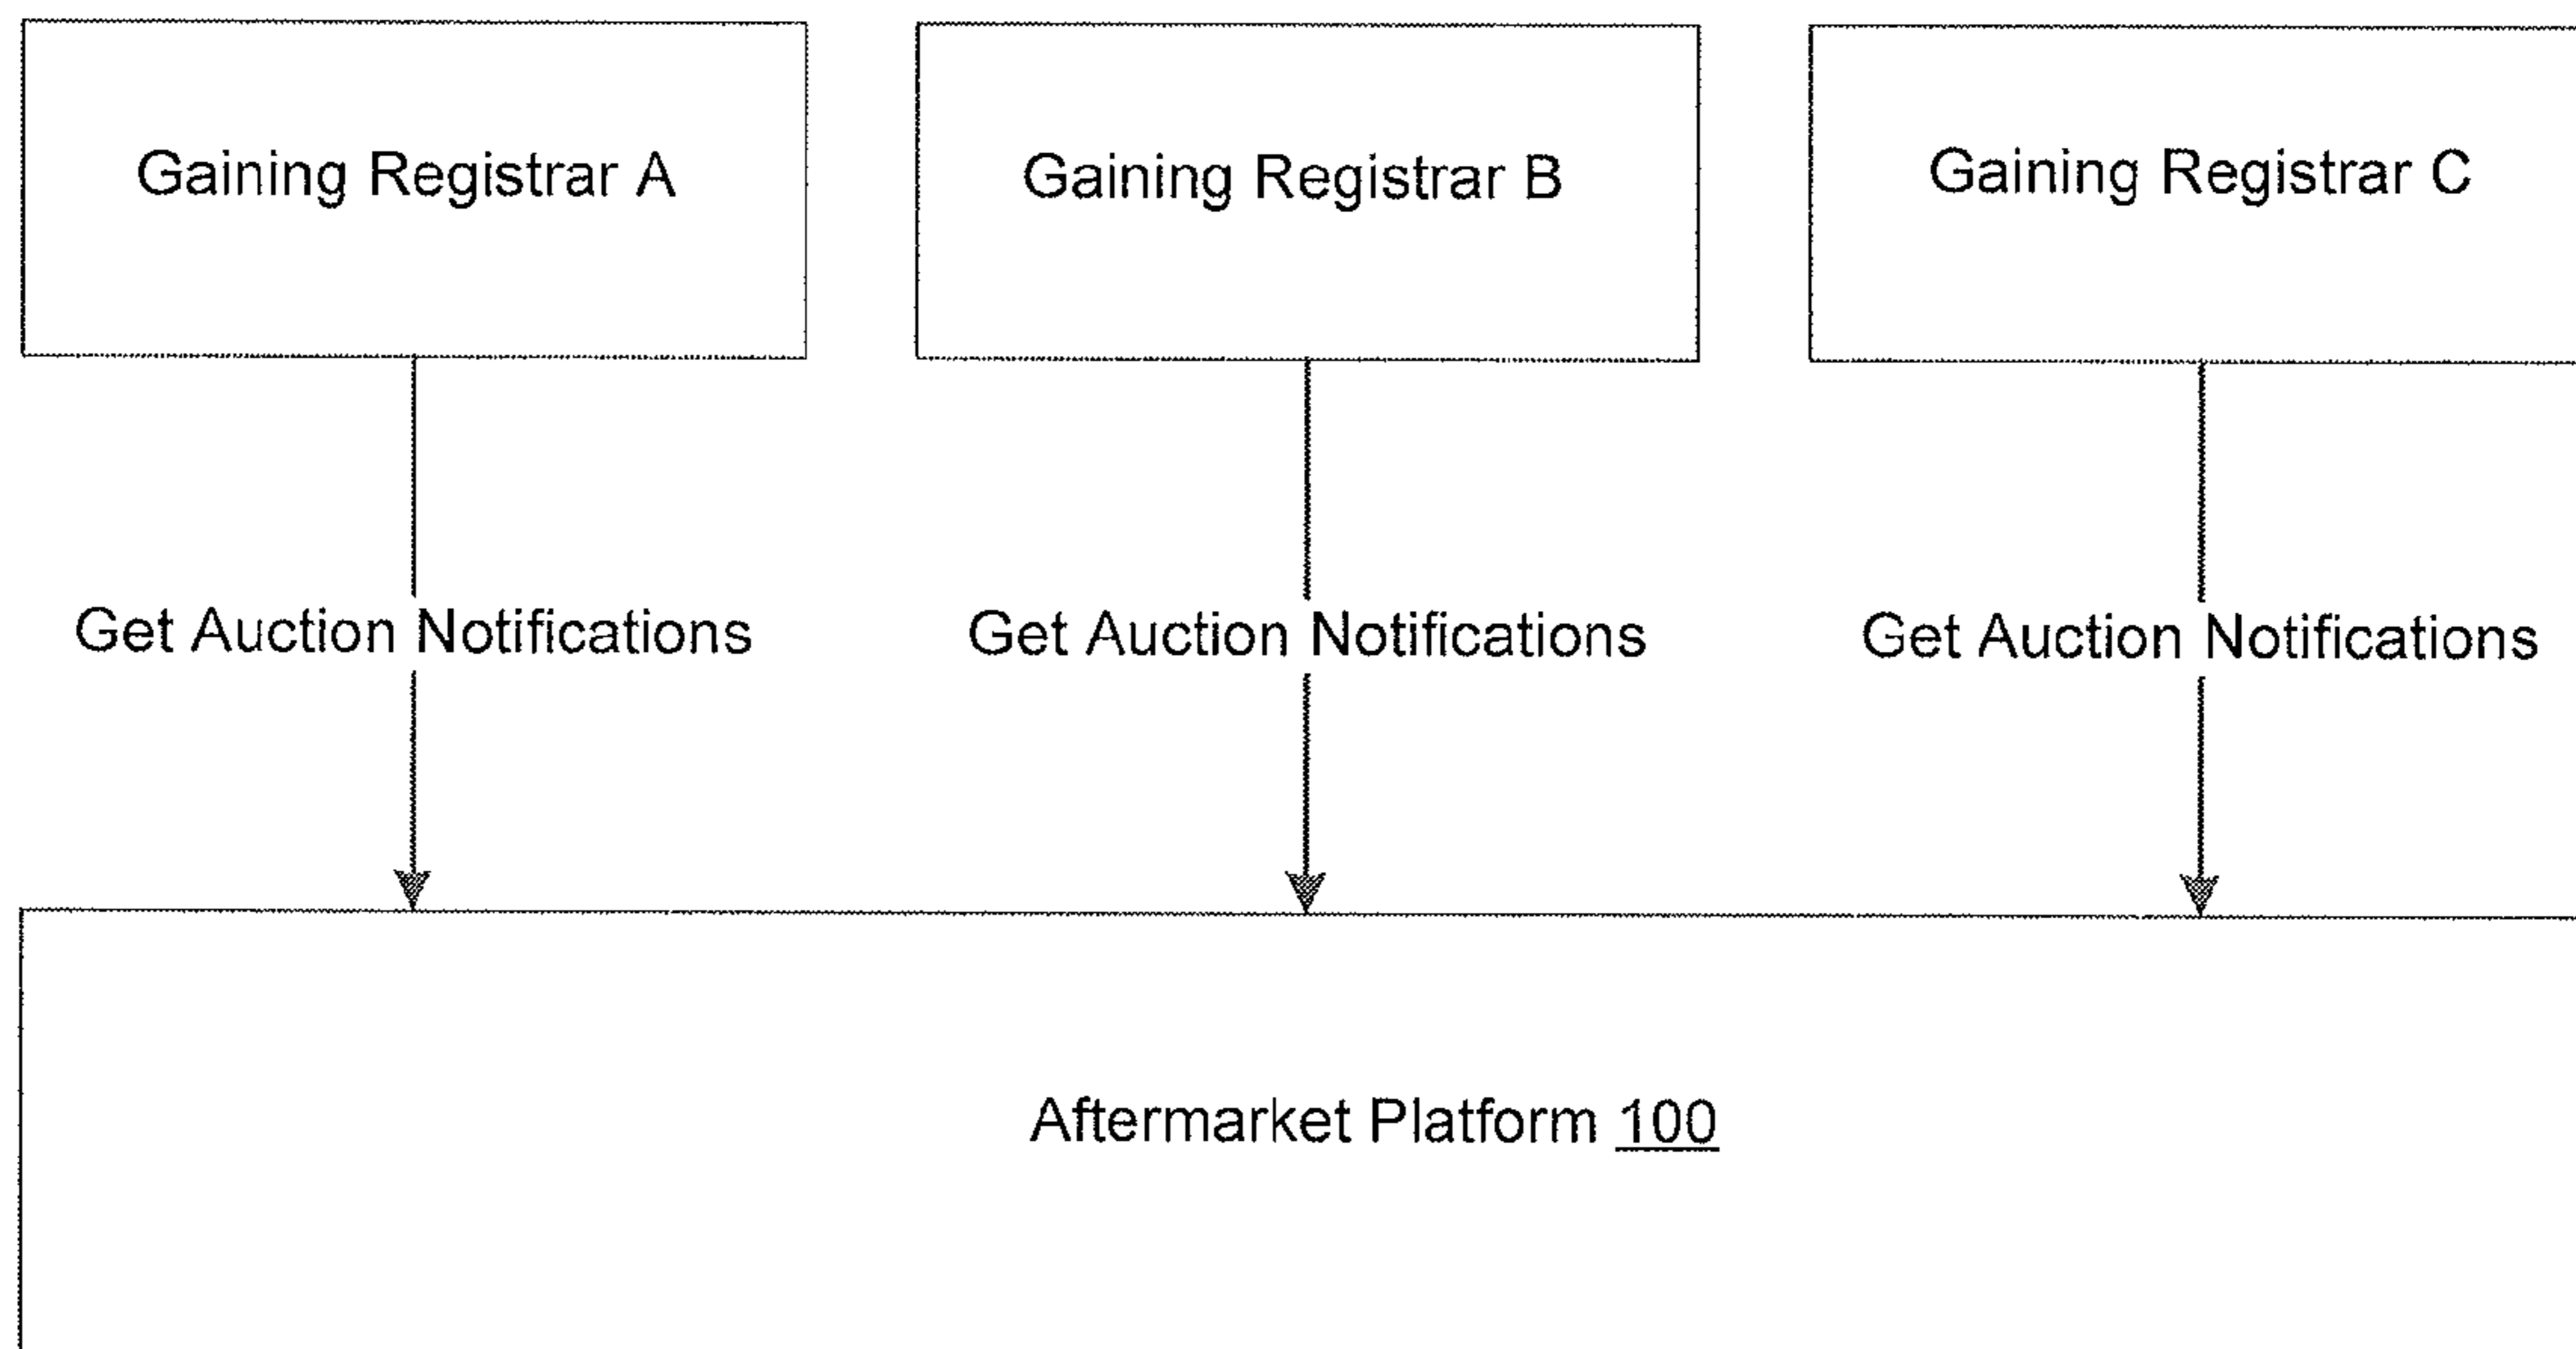 Gaining Registrar A
Gaining Registrar B
Gaining Registrar C
Get Auction Notifications
Get Auction Notifications
Get Auction Notifications
Aftermarket Platform 100